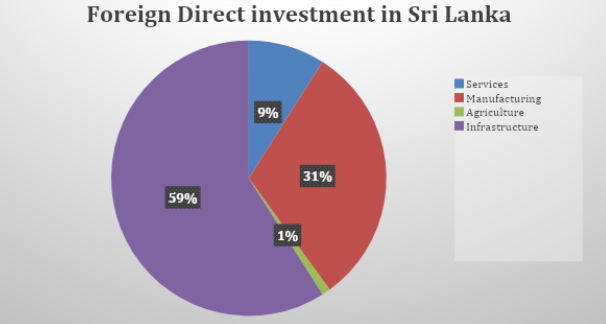 Foreign Direct investment in Sri Lanka
Services
Manufacturing
Agriculture
Infrastructure
9%
31%
1%
59%